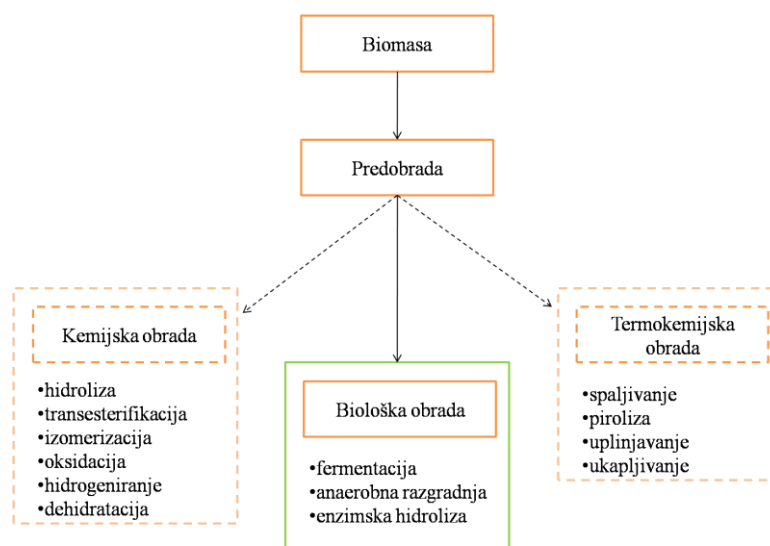 Biomasa
Predobrada
Kemijska obrada
•hidroliza
•transesterifikacija
•izomerizacija
•oksidacija
•hidrogeniranje
•dehidratacija
Biološka obrada
•fermentacija
•anaerobna razgradnja
•enzimska hidroliza
Termokemijska
obrada
•spaljivanje
•piroliza
•uplinjavanje
•ukapljivanje